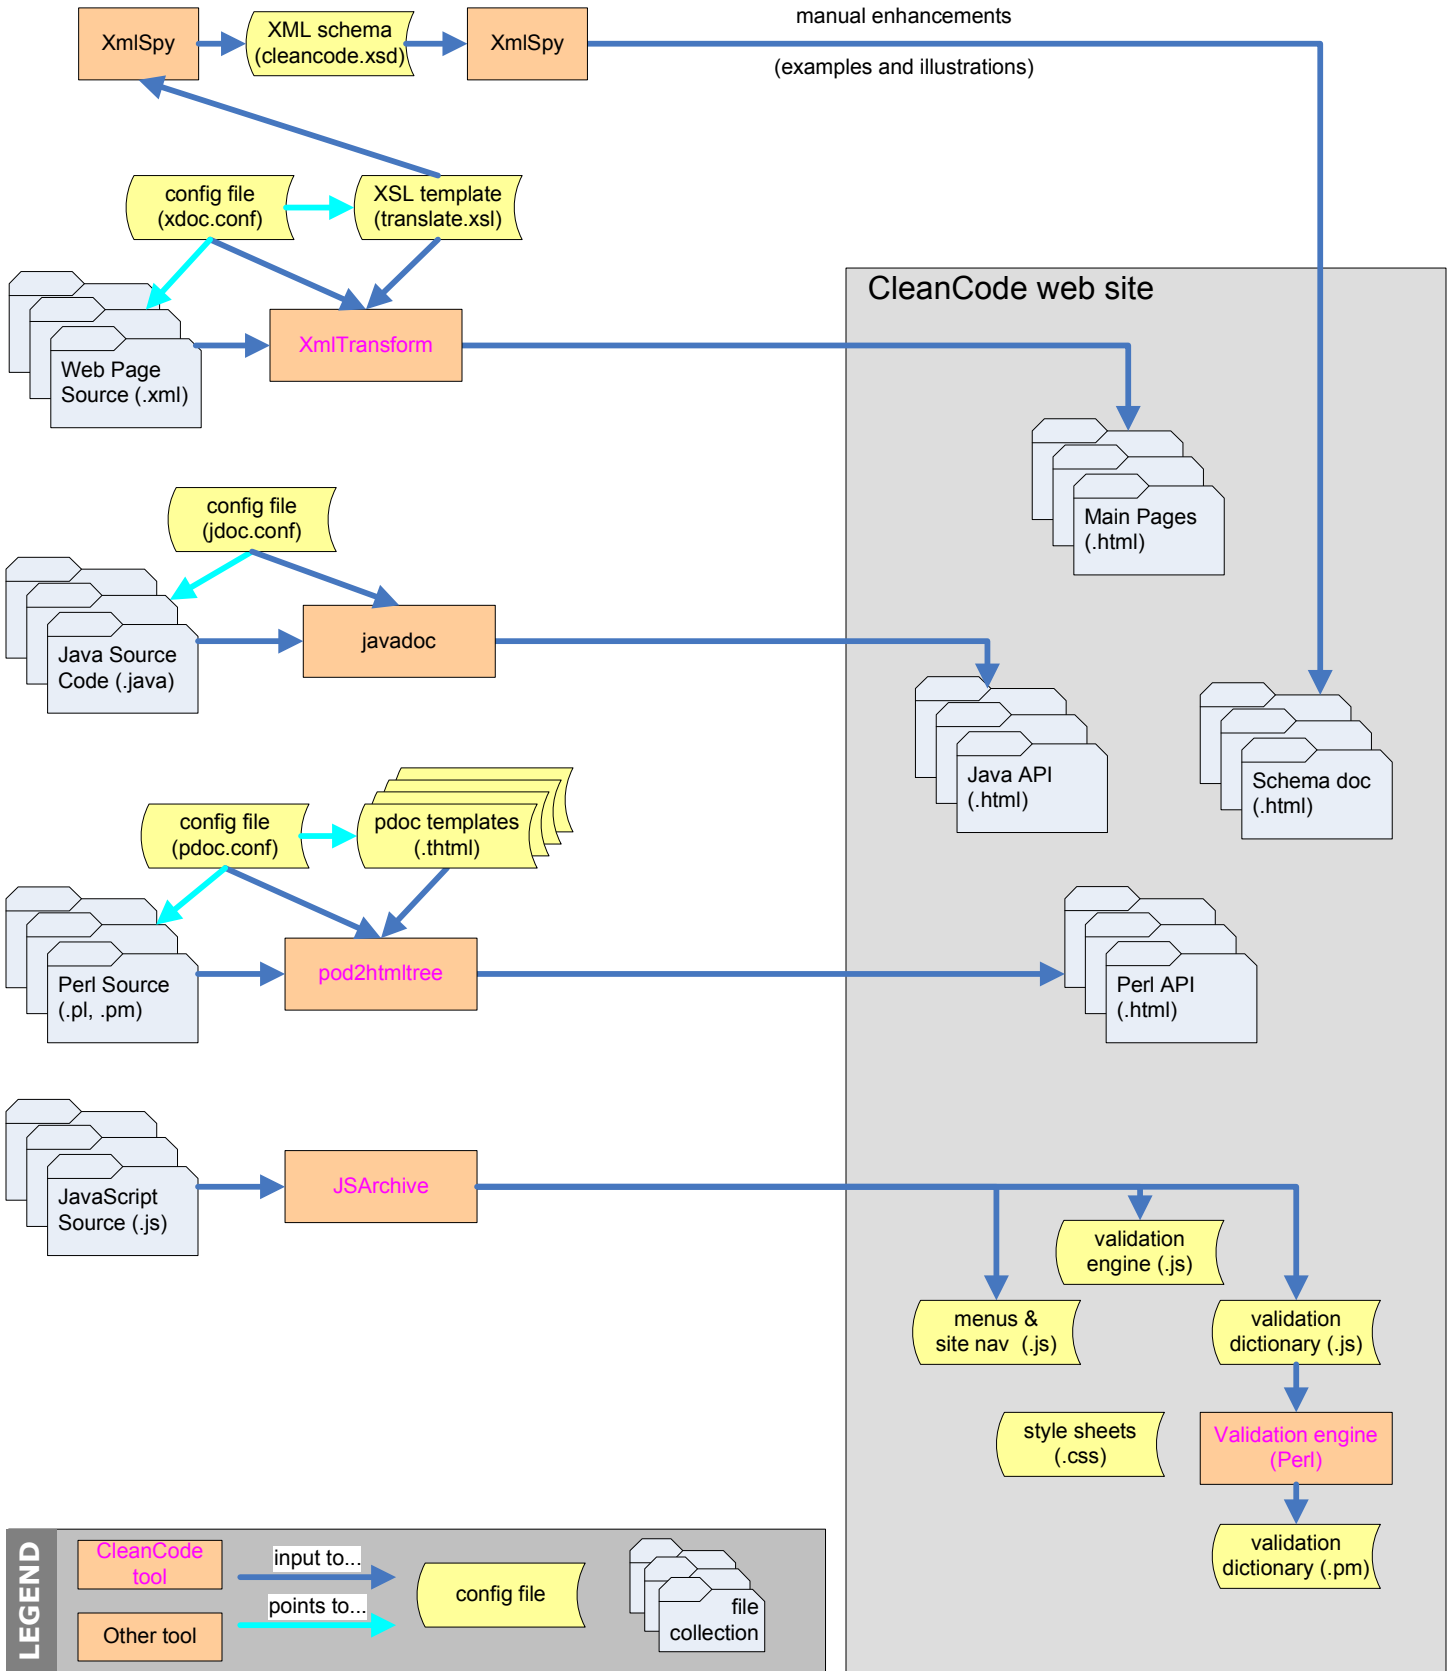 manual enhancements
XmlSpy
XML schema
(cleancode.xsd)
XmlSpy
(examples and illustrations)
config file
(xdoc.conf)
XSL template
(translate.xsl)
CleanCode web site
XmlTransform
Web Page
Source (.xml)
Main Pages
(.html)
config file
(jdoc.conf)
javadoc
Java Source
Code (.java)
Java API
(.html)
Schema doc
(.html)
config file
(pdoc.conf)
pdoc templates
(.thtml)
pod2htmltree
Perl Source
(.pl, .pm)
Perl API
(.html)
JSArchive
JavaScript
Source (.js)
validation
engine (.js)
menus &
site nav  (.js)
validation
dictionary (.js)
style sheets
(.css)
Validation engine
(Perl)
validation
dictionary (.pm)
LEGEND
CleanCode
tool
Other tool
input to...
points to...
config file
file
collection